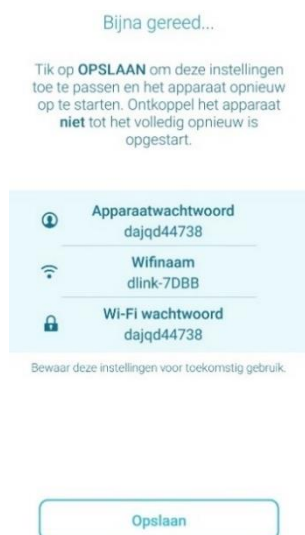 Bijna gereed...
Tik op OPSLAAN om deze instellingen
toe te passen en het apparaat opnieuw
op te starten. Ontkoppel het apparaat
niet tot het volledig opnieuw is
opgestart.
Apparaatwachtwoord
dajqd44738
Wifinaam
dlink-7DBB
Wi-Fi wachtwoord
dajqd44738
Bewaar deze instellingen voor toekomstig gebruik.
Opslaan